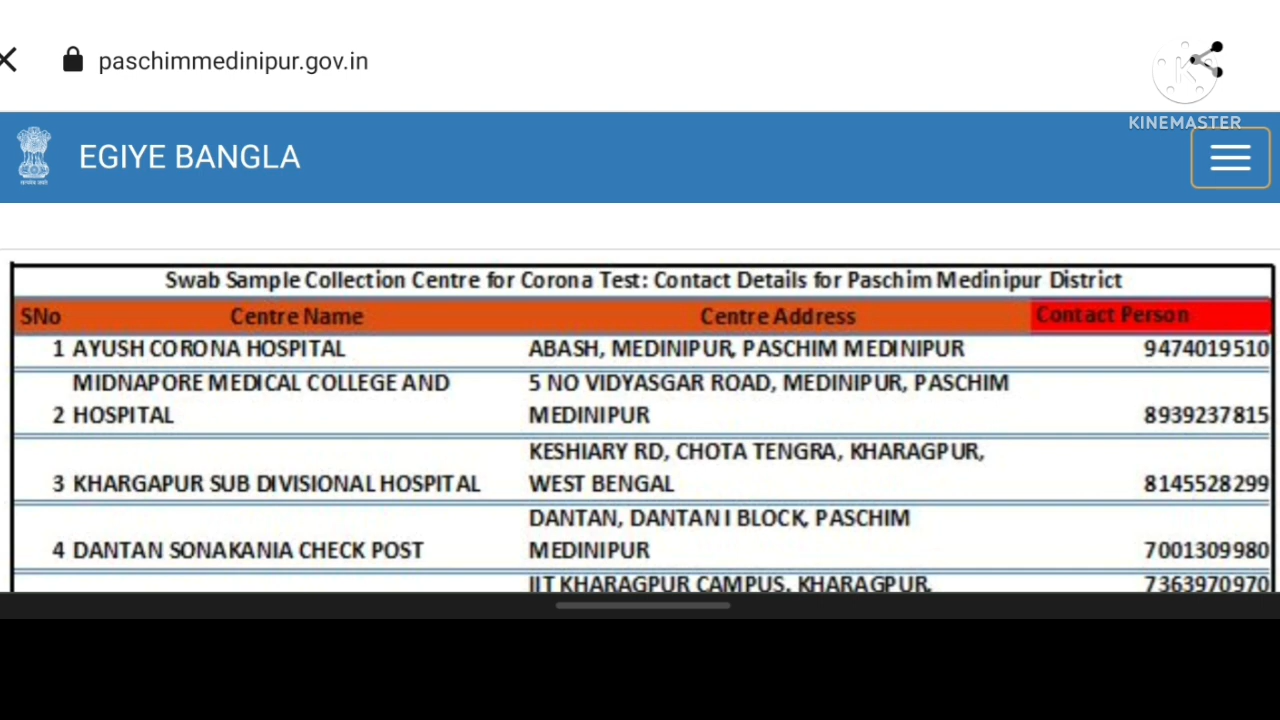 paschimmedinipur.gov.in
KINEMASTER
EGIYE BANGLA
Swab Sample Collection Centre for Corona Test: Contact Details for Paschim Medinipur District
SNo Centre Name Centre Address Contact Person
1 AYUSH CORONA HOSPITAL ABASH, MEDINIPUR, PASCHIM MEDINIPUR 9474019510
MIDNAPORE MEDICAL COLLEGE AND 5 NO VIDYASGAR ROAD, MEDINIPUR, PASCHIM
2 HOSPITAL MEDINIPUR 8939237815
KESHIARY RD, CHOTA TENGRA, KHARAGPUR,
3 KHARGAPUR SUB DIVISIONAL HOSPITAL WEST BENGAL 8145528299
DANTAN, DANTAN I BLOCK, PASCHIM
4 DANTAN SONAKANIA CHECK POST MEDINIPUR 7001309980
IIT KHARAGPUR CAMPUS, KHARAGPUR, 7363970970